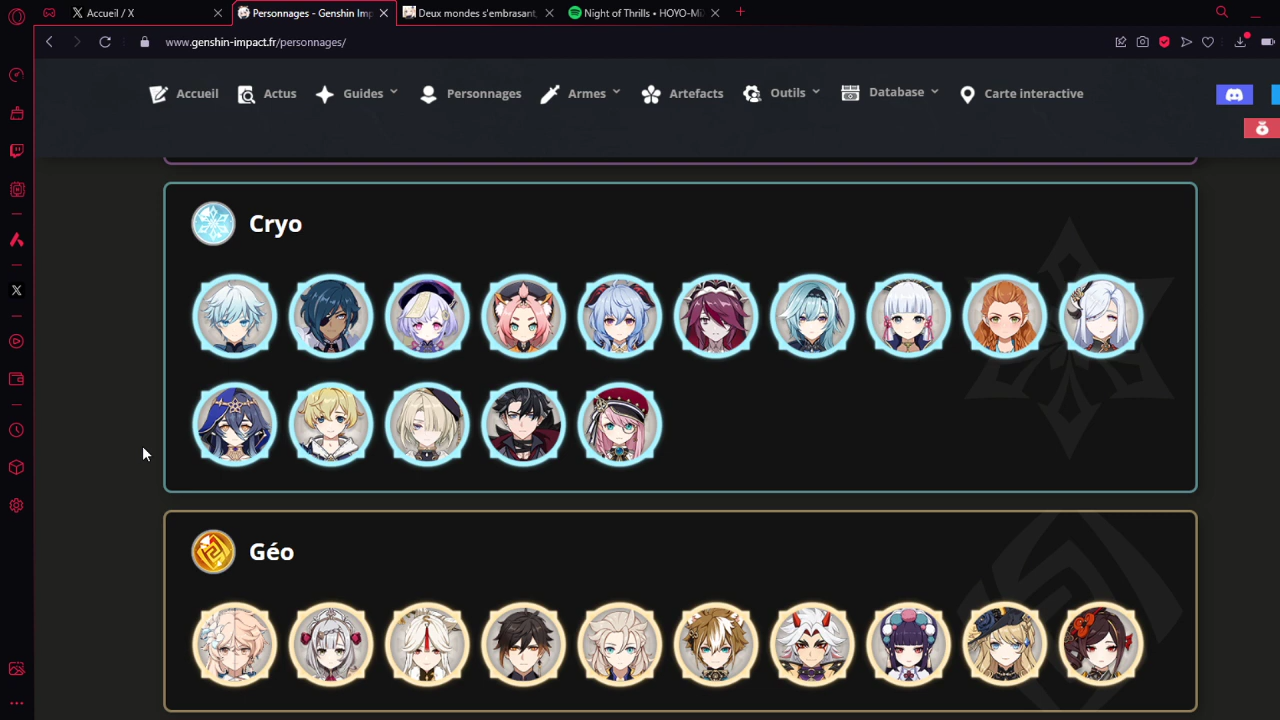 Accueil / X
Personnages - Genshin Imp
Deux mondes s'embrasant,
Night of Thrills • HOYO-Mi
www.genshin-impact.fr/personnages/
Accueil
Actus
Guides
Personnages
Armes
Artefacts
Outils
Database
Carte interactive
Cryo
Géo